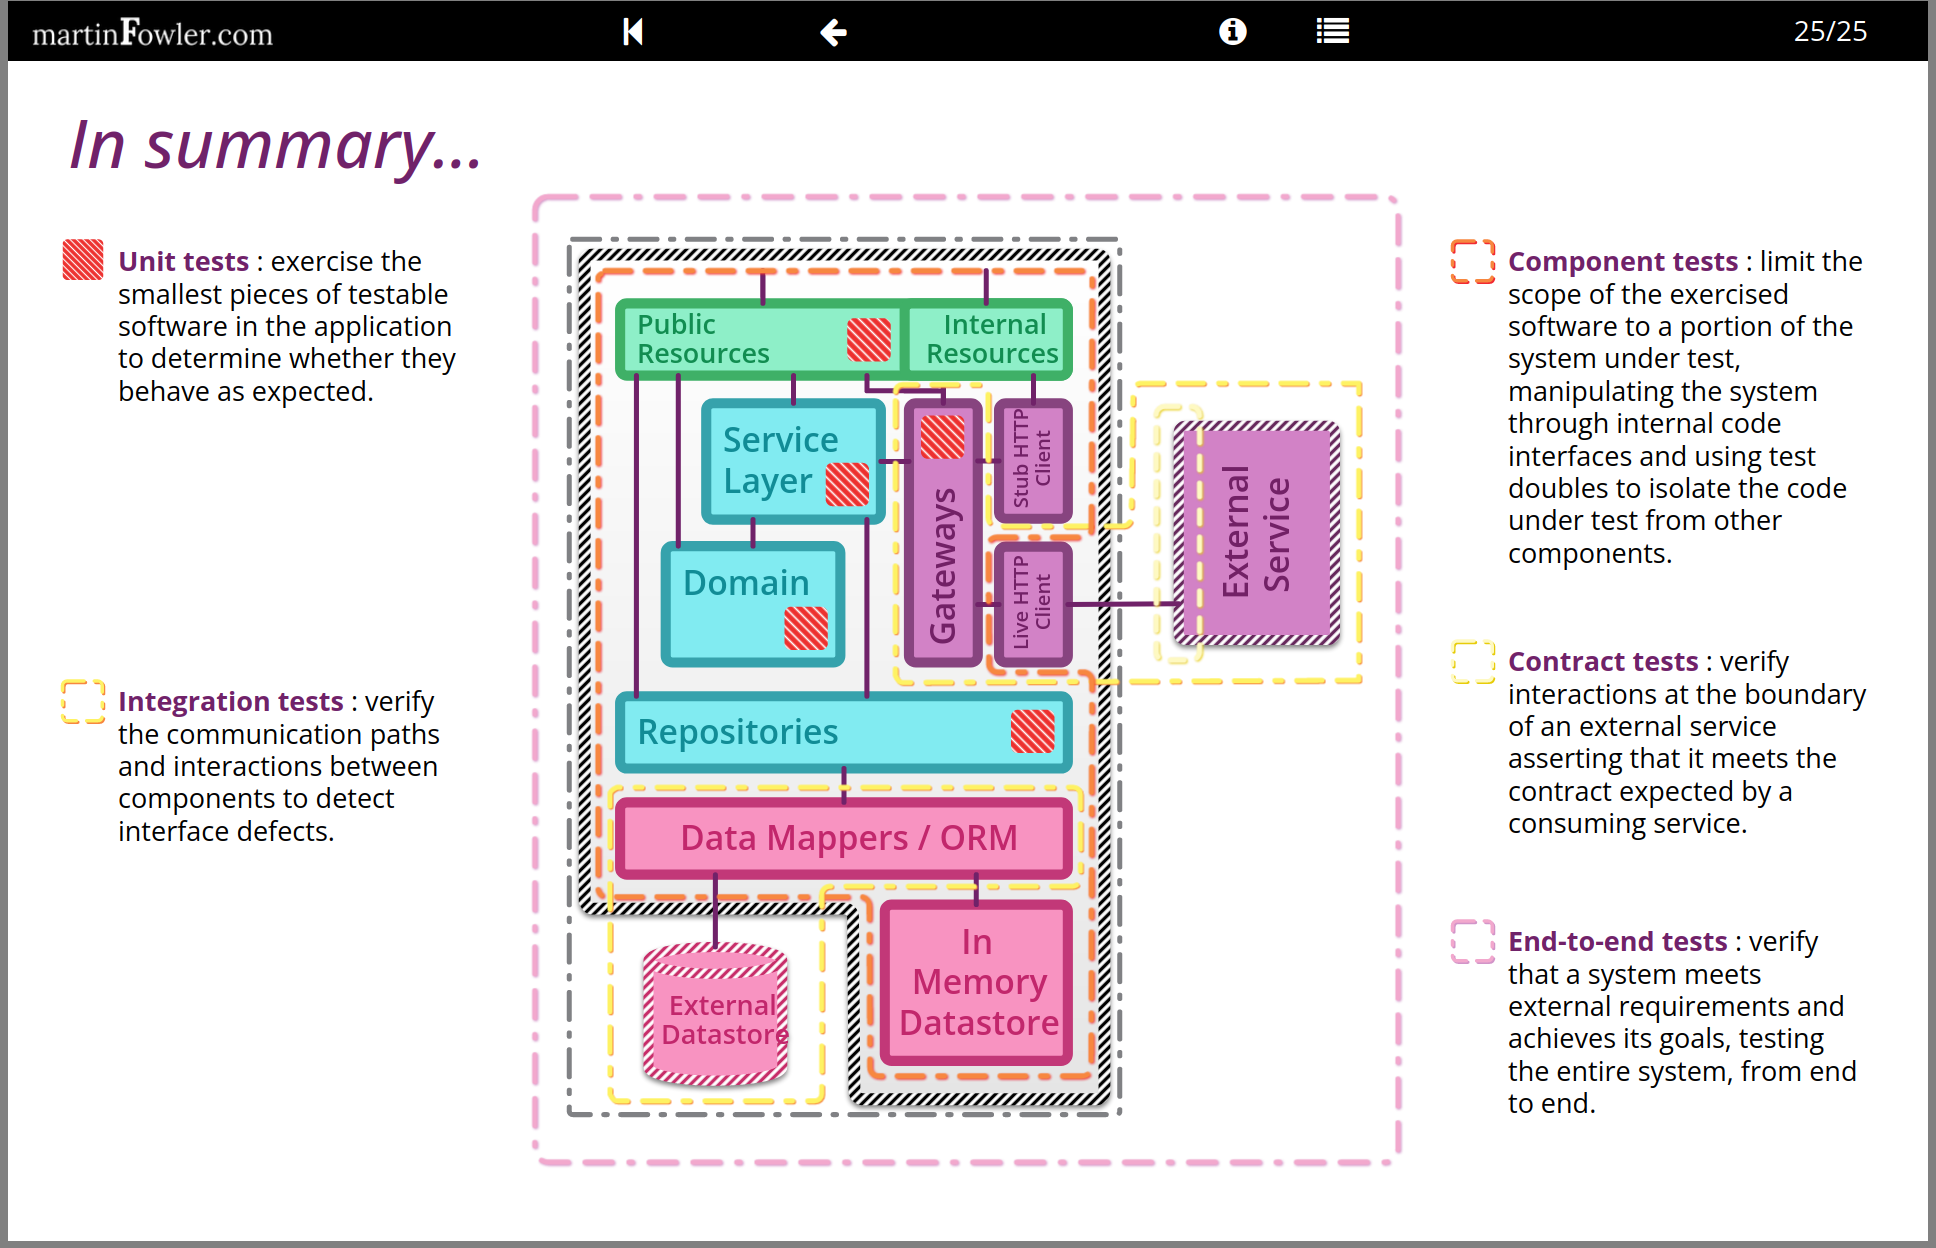 martinFowler.com
25/25
In summary...
Unit tests : exercise the
smallest pieces of testable
software in the application
to determine whether they
behave as expected.
Integration tests : verify
the communication paths
and interactions between
components to detect
interface defects.
Public
Resources
Internal
Resources
Service
Layer
Domain
Gateways
Stub HTTP
Client
Live HTTP
Client
External
Service
Repositories
Data Mappers / ORM
External
Datastore
In
Memory
Datastore
Component tests : limit the
scope of the exercised
software to a portion of the
system under test,
manipulating the system
through internal code
interfaces and using test
doubles to isolate the code
under test from other
components.
Contract tests : verify
interactions at the boundary
of an external service
asserting that it meets the
contract expected by a
consuming service.
End-to-end tests : verify
that a system meets
external requirements and
achieves its goals, testing
the entire system, from end
to end.